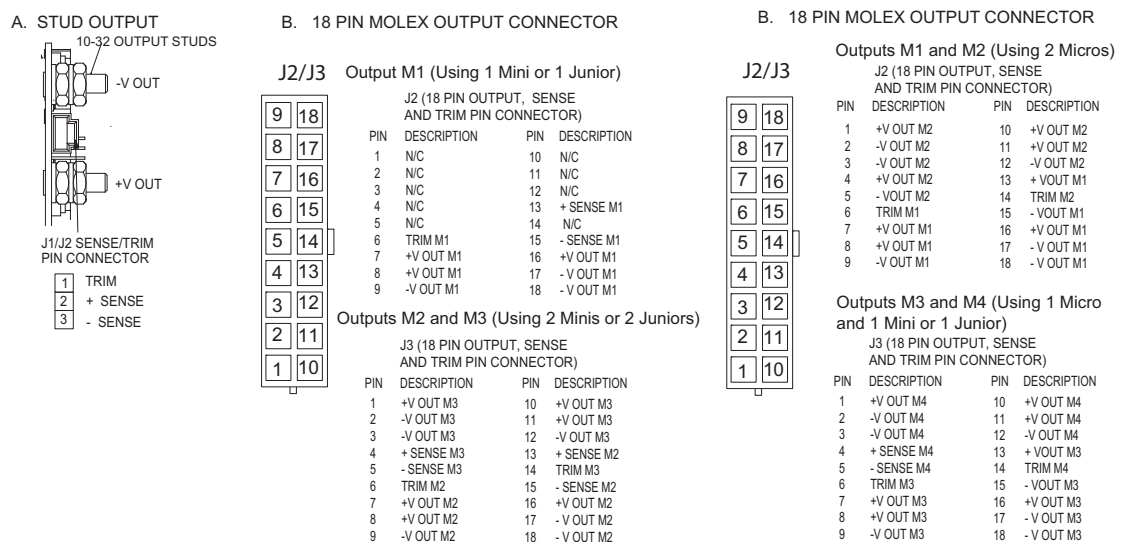 A. STUD OUTPUT
10-32 OUTPUT STUDS
-V OUT
+V OUT
J1/J2 SENSE/TRIM
PIN CONNECTOR
1 TRIM
2 + SENSE
3 - SENSE
B. 18 PIN MOLEX OUTPUT CONNECTOR
J2/J3
9 18
8 17
7 16
6 15
5 14
4 13
3 12
2 11
1 10
Output M1 (Using 1 Mini or 1 Junior)
J2 (18 PIN OUTPUT, SENSE
AND TRIM PIN CONNECTOR)
PIN DESCRIPTION PIN DESCRIPTION
1 N/C 10 N/C
2 N/C 11 N/C
3 N/C 12 N/C
4 N/C 13 + SENSE M1
5 N/C 14 N/C
6 TRIM M1 15 - SENSE M1
7 +V OUT M1 16 +V OUT M1
8 +V OUT M1 17 - V OUT M1
9 -V OUT M1 18 - V OUT M1
Outputs M2 and M3 (Using 2 Minis or 2 Juniors)
J3 (18 PIN OUTPUT, SENSE
AND TRIM PIN CONNECTOR)
PIN DESCRIPTION PIN DESCRIPTION
1 +V OUT M3 10 +V OUT M3
2 -V OUT M3 11 +V OUT M3
3 -V OUT M3 12 -V OUT M3
4 + SENSE M3 13 + SENSE M2
5 - SENSE M3 14 TRIM M3
6 TRIM M2 15 - SENSE M2
7 +V OUT M2 16 +V OUT M2
8 +V OUT M2 17 - V OUT M2
9 -V OUT M2 18 - V OUT M2
B. 18 PIN MOLEX OUTPUT CONNECTOR
J2/J3
9 18
8 17
7 16
6 15
5 14
4 13
3 12
2 11
1 10
Outputs M1 and M2 (Using 2 Micros)
J2 (18 PIN OUTPUT, SENSE
AND TRIM PIN CONNECTOR)
PIN DESCRIPTION PIN DESCRIPTION
1 +V OUT M2 10 +V OUT M2
2 -V OUT M2 11 +V OUT M2
3 -V OUT M2 12 -V OUT M2
4 +V OUT M2 13 + VOUT M1
5 - VOUT M2 14 TRIM M2
6 TRIM M1 15 - VOUT M1
7 +V OUT M1 16 +V OUT M1
8 +V OUT M1 17 - V OUT M1
9 -V OUT M1 18 - V OUT M1
Outputs M3 and M4 (Using 1 Micro
and 1 Mini or 1 Junior)
J3 (18 PIN OUTPUT, SENSE
AND TRIM PIN CONNECTOR)
PIN DESCRIPTION PIN DESCRIPTION
1 +V OUT M4 10 +V OUT M4
2 -V OUT M4 11 +V OUT M4
3 -V OUT M4 12 -V OUT M4
4 + SENSE M4 13 + VOUT M3
5 - SENSE M4 14 TRIM M4
6 TRIM M3 15 - VOUT M3
7 +V OUT M3 16 +V OUT M3
8 +V OUT M3 17 - V OUT M3
9 -V OUT M3 18 - V OUT M3